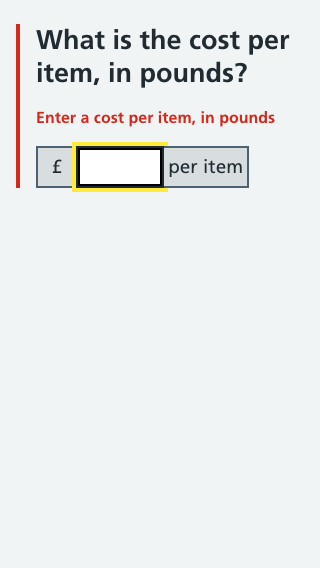 What is the cost per
item, in pounds?
Enter a cost per item, in pounds
£ per item